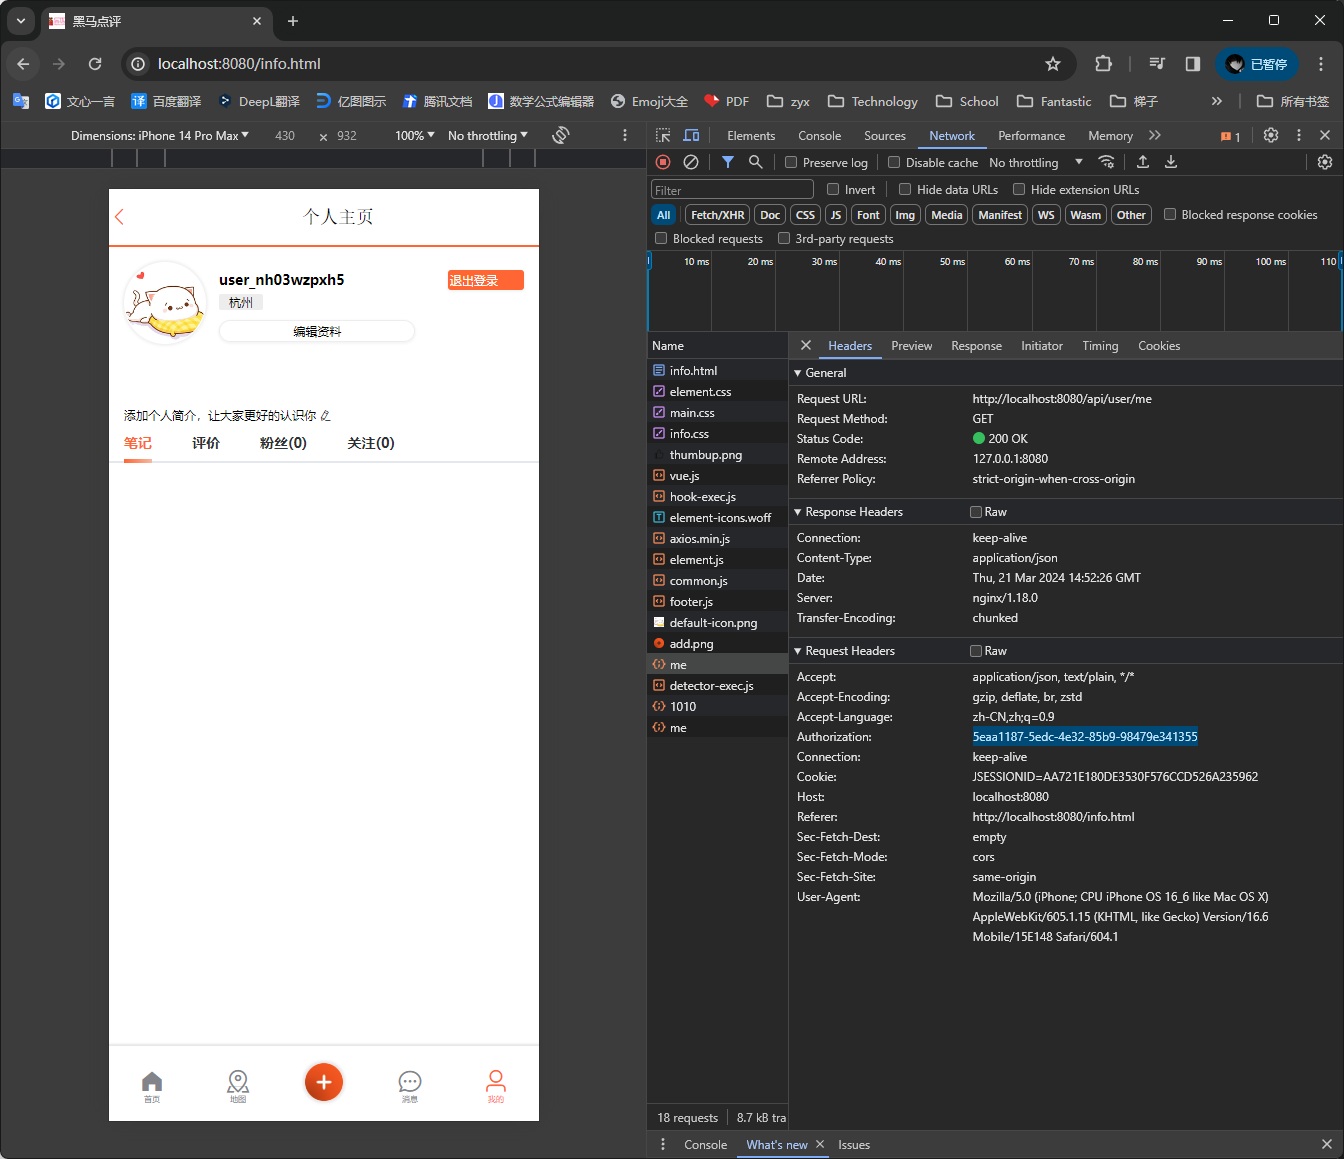 黑马点评
localhost:8080/info.html
已暂停
文心一言
百度翻译
DeepL翻译
亿图图示
腾讯文档
数学公式编辑器
Emoji大全
PDF
zyx
Technology
School
Fantastic
梯子
所有书签
Dimensions: iPhone 14 Pro Max
430
×
932
100%
No throttling
Elements
Console
Sources
Network
Performance
Memory
1
Preserve log
Disable cache
No throttling
Filter
Invert
Hide data URLs
Hide extension URLs
All
Fetch/XHR
Doc
CSS
JS
Font
Img
Media
Manifest
WS
Wasm
Other
Blocked response cookies
Blocked requests
3rd-party requests
10 ms
20 ms
30 ms
40 ms
50 ms
60 ms
70 ms
80 ms
90 ms
100 ms
110
个人主页
user_nh03wzpxh5
退出登录
杭州
编辑资料
添加个人简介，让大家更好的认识你
笔记
评价
粉丝(0)
关注(0)
首页
地图
消息
我的
Name
info.html
element.css
main.css
info.css
thumbup.png
vue.js
hook-exec.js
element-icons.woff
axios.min.js
element.js
common.js
footer.js
default-icon.png
add.png
me
detector-exec.js
1010
me
18 requests
8.7 kB tra
Headers
Preview
Response
Initiator
Timing
Cookies
General
Request URL: http://localhost:8080/api/user/me
Request Method: GET
Status Code: 200 OK
Remote Address: 127.0.0.1:8080
Referrer Policy: strict-origin-when-cross-origin
Response Headers
Raw
Connection: keep-alive
Content-Type: application/json
Date: Thu, 21 Mar 2024 14:52:26 GMT
Server: nginx/1.18.0
Transfer-Encoding: chunked
Request Headers
Raw
Accept: application/json, text/plain, */*
Accept-Encoding: gzip, deflate, br, zstd
Accept-Language: zh-CN,zh;q=0.9
Authorization: 5eaa1187-5edc-4e32-85b9-98479e341355
Connection: keep-alive
Cookie: JSESSIONID=AA721E180DE3530F576CCD526A235962
Host: localhost:8080
Referer: http://localhost:8080/info.html
Sec-Fetch-Dest: empty
Sec-Fetch-Mode: cors
Sec-Fetch-Site: same-origin
User-Agent: Mozilla/5.0 (iPhone; CPU iPhone OS 16_6 like Mac OS X)
AppleWebKit/605.1.15 (KHTML, like Gecko) Version/16.6
Mobile/15E148 Safari/604.1
Console
What's new
Issues